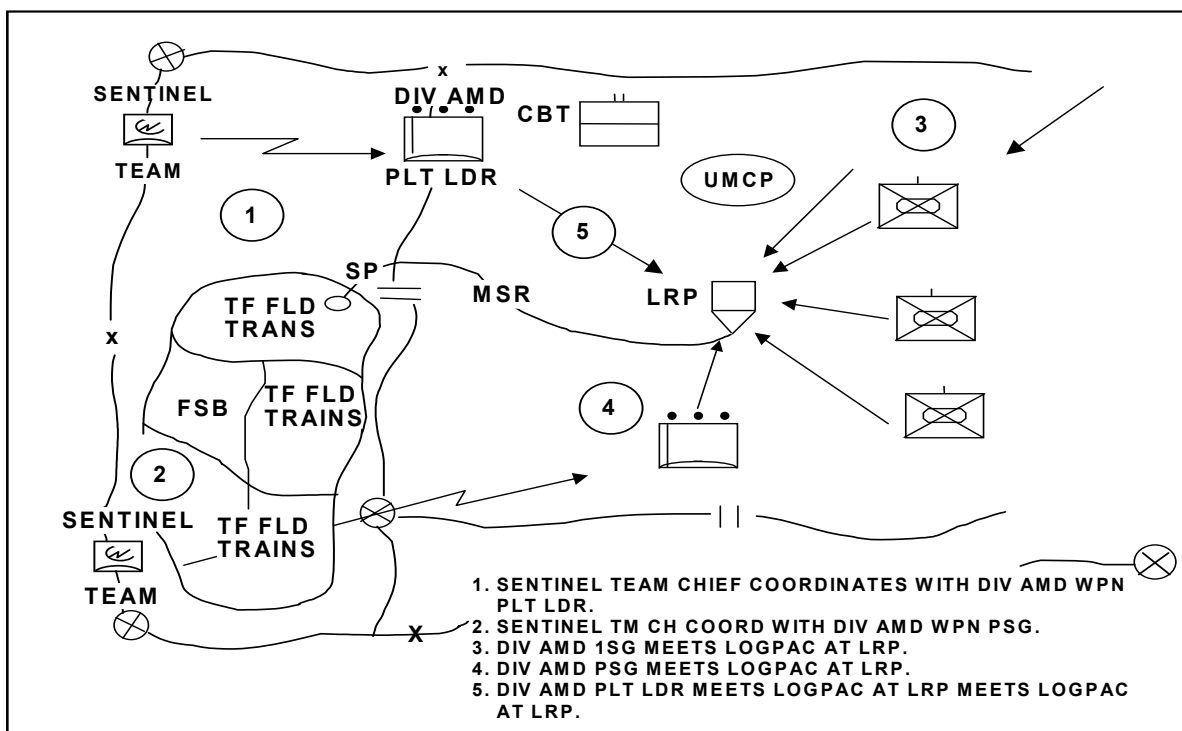 x
SENTINEL
DIV AMD
CBT
3
TEAM
PLT LDR
UMCP
1
5
SP
TF FLD
TRANS
MSR
LRP
x
FSB
TF FLD
TRAINS
4
2
SENTINEL
TF FLD
TRAINS
TEAM
X
1. SENTINEL TEAM CHIEF COORDINATES WITH DIV AMD WPN
PLT LDR.
2. SENTINEL TM CH COORD WITH DIV AMD WPN PSG.
3. DIV AMD 1SG MEETS LOGPAC AT LRP.
4. DIV AMD PSG MEETS LOGPAC AT LRP.
5. DIV AMD PLT LDR MEETS LOGPAC AT LRP MEETS LOGPAC
AT LRP.